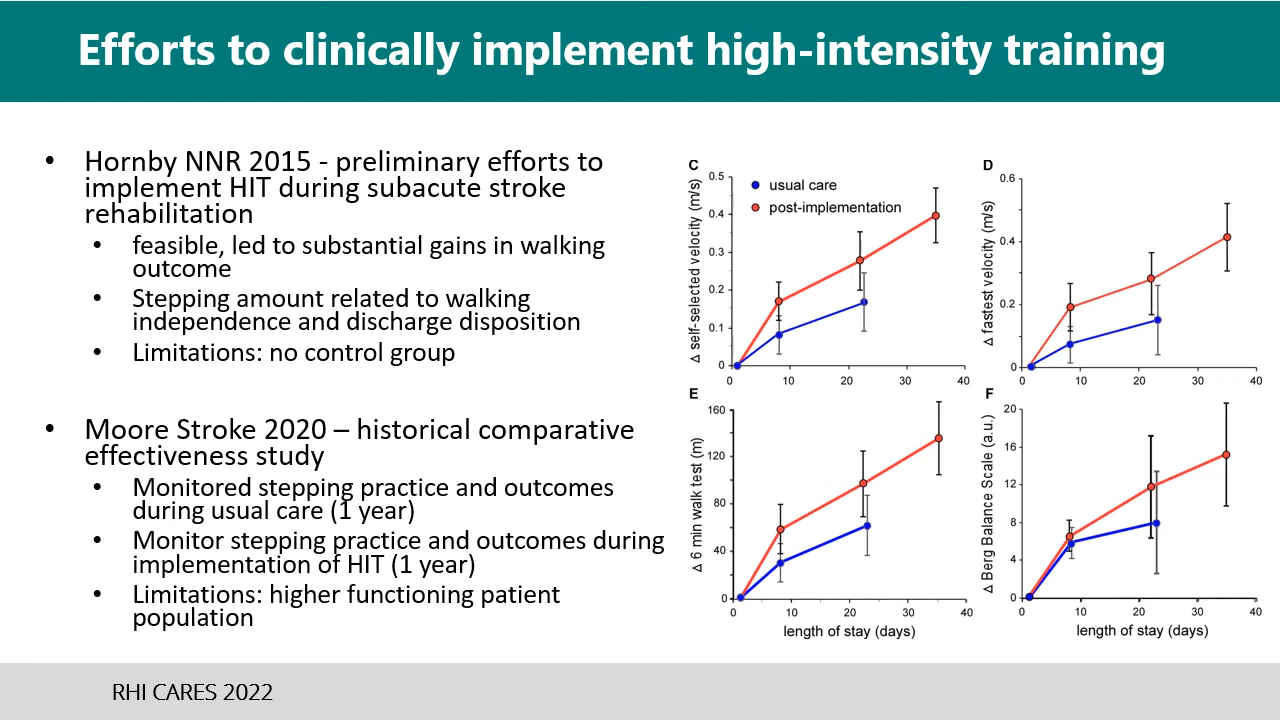 Efforts to clinically implement high-intensity training
• Hornby NNR 2015 - preliminary efforts to
implement HIT during subacute stroke
rehabilitation
• feasible, led to substantial gains in walking
outcome
• Stepping amount related to walking
independence and discharge disposition
• Limitations: no control group
• Moore Stroke 2020 – historical comparative
effectiveness study
• Monitored stepping practice and outcomes
during usual care (1 year)
• Monitor stepping practice and outcomes during
implementation of HIT (1 year)
• Limitations: higher functioning patient
population
C
Δ self-selected velocity (m/s)
0.5
0.4
0.3
0.2
0.1
0
usual care
post-implementation
0 10 20 30 40
D
Δ fastest velocity (m/s)
0.6
0.4
0.2
0
0 10 20 30 40
E
Δ 6 min walk test (m)
160
120
80
40
0
0 10 20 30 40
length of stay (days)
F
Δ Berg Balance Scale (a.u.)
20
16
12
8
4
0
0 10 20 30 40
length of stay (days)
RHI CARES 2022